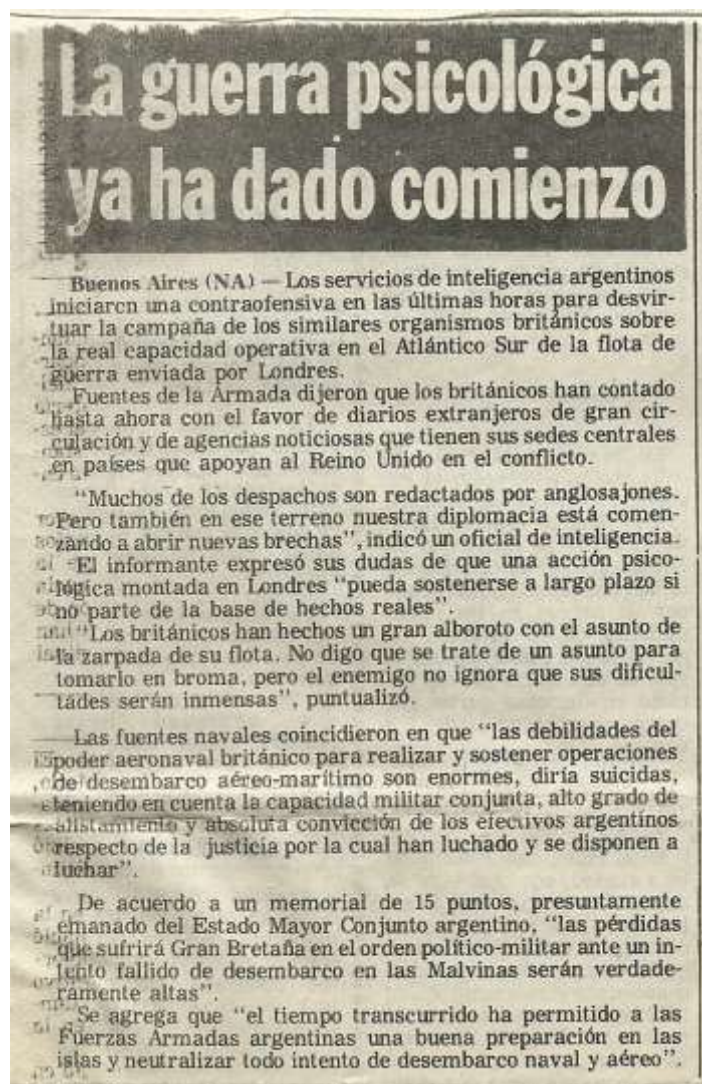 La guerra psicológica
ya ha dado comienzo
Buenos Aires (NA) — Los servicios de inteligencia argentinos
iniciaron una contraofensiva en las últimas horas para desvir-
tuar la campaña de los similares organismos británicos sobre
la real capacidad operativa en el Atlántico Sur de la flota de
guerra enviada por Londres.
Fuentes de la Armada dijeron que los británicos han contado
hasta ahora con el favor de diarios extranjeros de gran cir-
culación y de agencias noticiosas que tienen sus sedes centrales
en países que apoyan al Reino Unido en el conflicto.
"Muchos de los despachos son redactados por anglosajones.
Pero también en ese terreno nuestra diplomacia está comen-
zando a abrir nuevas brechas", indicó un oficial de inteligencia.
El informante expresó sus dudas de que una acción psico-
lógica montada en Londres "pueda sostenerse a largo plazo si
no parte de la base de hechos reales".
"Los británicos han hechos un gran alboroto con el asunto de
la zarpada de su flota. No digo que se trate de un asunto para
tomarlo en broma, pero el enemigo no ignora que sus dificul-
tades serán inmensas", puntualizó.
Las fuentes navales coincidieron en que "las debilidades del
poder aeronaval británico para realizar y sostener operaciones
de desembarco aéreo-marítimo son enormes, diría suicidas,
teniendo en cuenta la capacidad militar conjunta, alto grado de
alistamiento y absoluta convicción de los efectivos argentinos
respecto de la justicia por la cual han luchado y se disponen a
luchar".
De acuerdo a un memorial de 15 puntos, presuntamente
emanado del Estado Mayor Conjunto argentino, "las pérdidas
que sufrirá Gran Bretaña en el orden político-militar ante un in-
tento fallido de desembarco en las Malvinas serán verdade-
ramente altas".
Se agrega que "el tiempo transcurrido ha permitido a las
Fuerzas Armadas argentinas una buena preparación en las
islas y neutralizar todo intento de desembarco naval y aéreo".